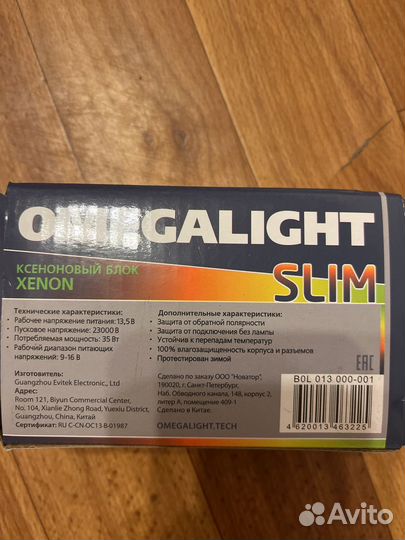 OMEGALIGHT
КСЕНОНОВЫЙ БЛОК
XENON
SLIM
Технические характеристики:
• Рабочее напряжение питания: 13,5 В
• Пусковое напряжение: 23000 В
• Потребляемая мощность: 35 Вт
• Рабочий диапазон питающих
напряжений: 9-16 В
Дополнительные характеристики:
• Защита от обратной полярности
• Защита от подключения без лампы
• Устойчив к перепадам температур
• 100% влагозащищенность корпуса и разъемов
• Протестирован зимой
EAC
Изготовитель:
Guangzhou Evitek Electronic., Ltd
Адрес:
Room 121, Biyun Commercial Center,
No. 104, Xianlie Zhong Road, Yuexiu District,
Guangzhou, China, Китай
Сертификат: RU C-CN-OC13-B-01987
Сделано по заказу ООО "Новатор",
190020, г. Санкт-Петербург,
Наб. Обводного канала, 148, корпус 2,
литер А, помещение 409-1
Сделано в Китае.
OMEGALIGHT.TECH
B0L 013 000-001
4 620013 463225
Avito